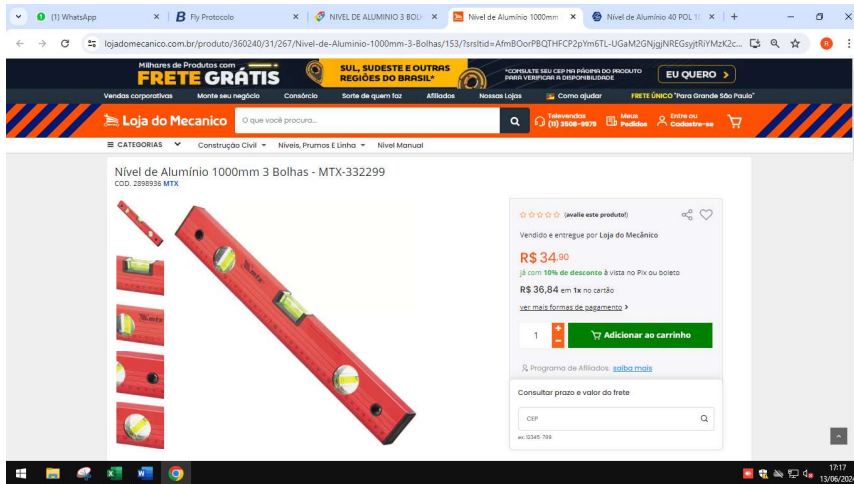 (1) WhatsApp
Fly Protocolo
NIVEL DE ALUMINIO 3 BOL
Nível de Alumínio 1000mm
Nível de Alumínio 40 POL 10
lojadomecanico.com.br/produto/360240/31/267/Nivel-de-Aluminio-1000mm-3-Bolhas/153/?srsltid=AfmBOorPBQTHFCP2pYm6TL-UGaM2GNjgjNREGsyjtRiYMzK2c...
Milhares de Produtos com
FRETE GRÁTIS
SUL, SUDESTE E OUTRAS
REGIÕES DO BRASIL*
*CONSULTE SEU CEP NA PÁGINA DO PRODUTO
PARA VERIFICAR A DISPONIBILIDADE
EU QUERO >
Vendas corporativas Monte seu negócio Consórcio Sorte de quem faz Afiliados Nossas Lojas Como ajudar FRETE ÚNICO "Para Grande São Paulo"
Loja do Mecanico
O que você procura...
Televendas
(11) 3508-9979
Meus
Pedidos
Entre ou
Cadastre-se
CATEGORIAS Construção Civil Níveis, Prumos E Linha Nivel Manual
Nível de Alumínio 1000mm 3 Bolhas - MTX-332299
COD. 2898936 MTX
mtx
(avalie este produto!)
Vendido e entregue por Loja do Mecânico
R$ 34,90
já com 10% de desconto à vista no Pix ou boleto
R$ 36,84 em 1x no cartão
ver mais formas de pagamento >
1 + −
Adicionar ao carrinho
Programa de Afiliados. saiba mais
Consultar prazo e valor do frete
CEP
ex: 12345-789
17:17
13/06/2024